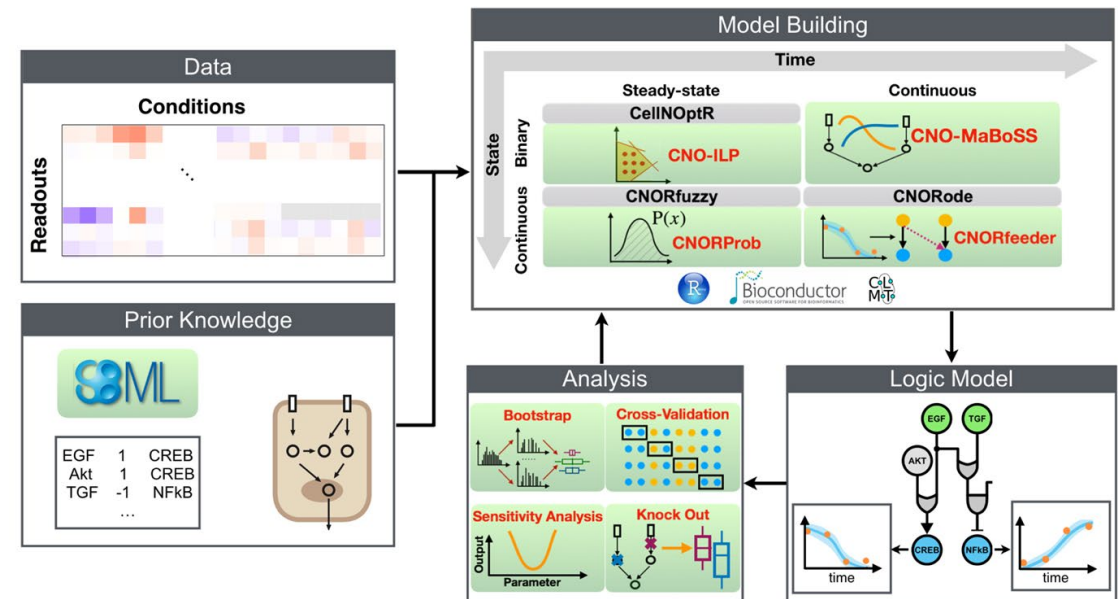 Data
Conditions
Readouts
Prior Knowledge
SBML
EGF 1 CREB
Akt 1 CREB
TGF -1 NFkB
...
Model Building
Time
State
Steady-state
Continuous
Binary
Continuous
CellNOptR
CNO-ILP
CNO-MaBoSS
CNORfuzzy
P(x)
CNORProb
CNORode
CNORfeeder
R
Bioconductor
OPEN SOURCE SOFTWARE FOR BIOINFORMATICS
CoLoMoTo
Analysis
Bootstrap
Cross-Validation
Sensitivity Analysis
Output
Parameter
Knock Out
Logic Model
EGF
TGF
AKT
CREB
NFkB
time
time